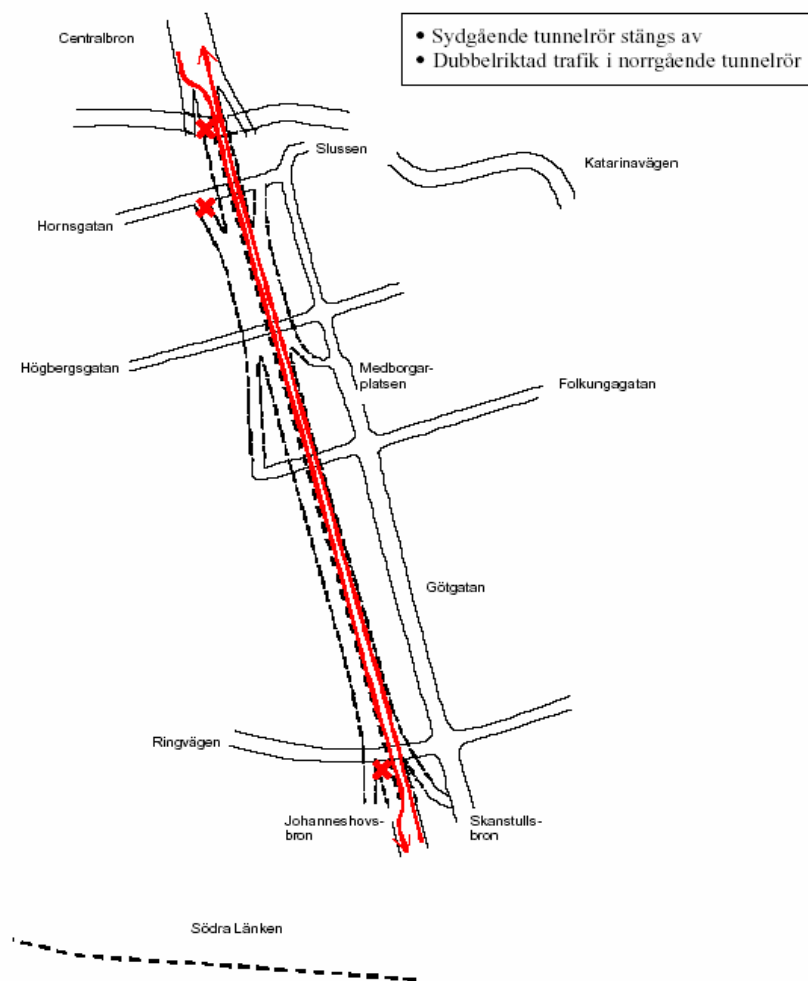 • Sydgående tunnelrör stängs av
• Dubbelriktad trafik i norrgående tunnelrör
Centralbron
Slussen
Katarinavägen
Hornsgatan
Högbergsgatan
Medborgar-
platsen
Folkungagatan
Götgatan
Ringvägen
Johanneshovs-
bron
Skanstulls-
bron
Södra Länken